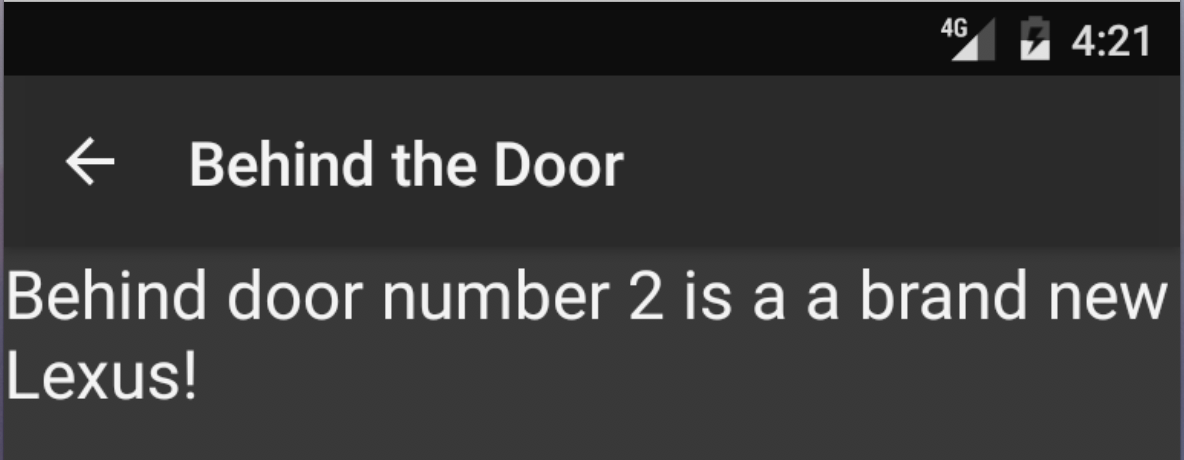 4G 4:21
Behind the Door
Behind door number 2 is a a brand new
Lexus!